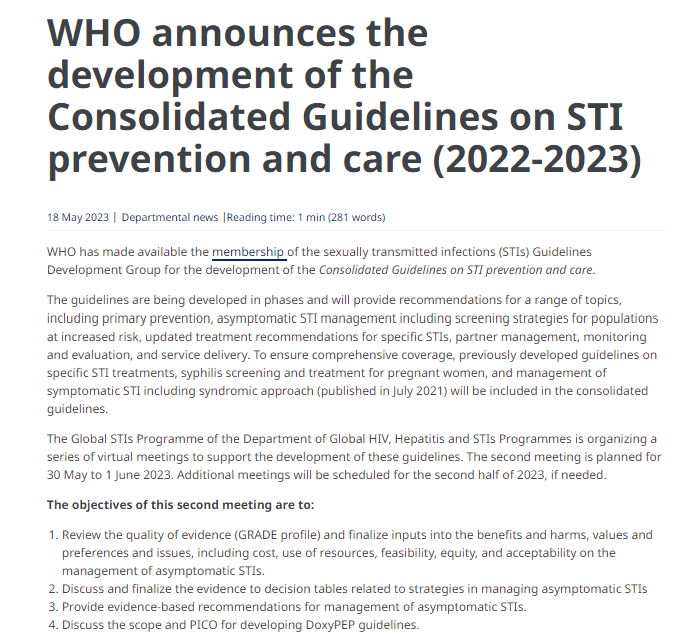 WHO announces the
development of the
Consolidated Guidelines on STI
prevention and care (2022-2023)
18 May 2023 | Departmental news |Reading time: 1 min (281 words)
WHO has made available the membership of the sexually transmitted infections (STIs) Guidelines
Development Group for the development of the Consolidated Guidelines on STI prevention and care.
The guidelines are being developed in phases and will provide recommendations for a range of topics,
including primary prevention, asymptomatic STI management including screening strategies for populations
at increased risk, updated treatment recommendations for specific STIs, partner management, monitoring
and evaluation, and service delivery. To ensure comprehensive coverage, previously developed guidelines on
specific STI treatments, syphilis screening and treatment for pregnant women, and management of
symptomatic STI including syndromic approach (published in July 2021) will be included in the consolidated
guidelines.
The Global STIs Programme of the Department of Global HIV, Hepatitis and STIs Programmes is organizing a
series of virtual meetings to support the development of these guidelines. The second meeting is planned for
30 May to 1 June 2023. Additional meetings will be scheduled for the second half of 2023, if needed.
The objectives of this second meeting are to:
1. Review the quality of evidence (GRADE profile) and finalize inputs into the benefits and harms, values and
preferences and issues, including cost, use of resources, feasibility, equity, and acceptability on the
management of asymptomatic STIs.
2. Discuss and finalize the evidence to decision tables related to strategies in managing asymptomatic STIs
3. Provide evidence-based recommendations for management of asymptomatic STIs.
4. Discuss the scope and PICO for developing DoxyPEP guidelines.